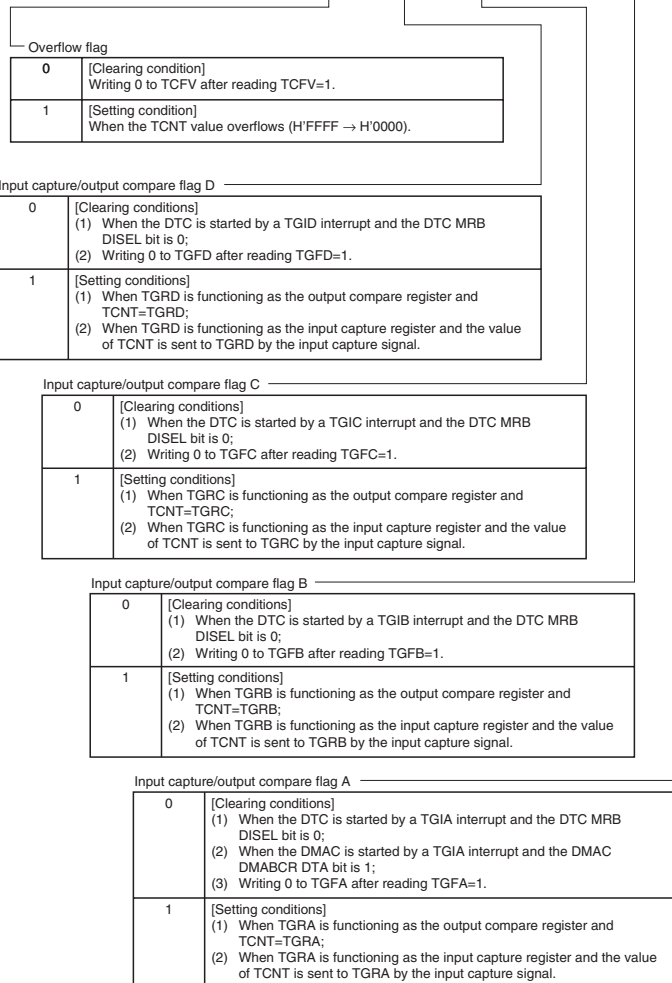 Overflow flag
0 [Clearing condition]
Writing 0 to TCFV after reading TCFV=1.
1 [Setting condition]
When the TCNT value overflows (H'FFFF → H'0000).
Input capture/output compare flag D
0 [Clearing conditions]
(1) When the DTC is started by a TGID interrupt and the DTC MRB
DISEL bit is 0;
(2) Writing 0 to TGFD after reading TGFD=1.
1 [Setting conditions]
(1) When TGRD is functioning as the output compare register and
TCNT=TGRD;
(2) When TGRD is functioning as the input capture register and the value
of TCNT is sent to TGRD by the input capture signal.
Input capture/output compare flag C
0 [Clearing conditions]
(1) When the DTC is started by a TGIC interrupt and the DTC MRB
DISEL bit is 0;
(2) Writing 0 to TGFC after reading TGFC=1.
1 [Setting conditions]
(1) When TGRC is functioning as the output compare register and
TCNT=TGRC;
(2) When TGRC is functioning as the input capture register and the value
of TCNT is sent to TGRC by the input capture signal.
Input capture/output compare flag B
0 [Clearing conditions]
(1) When the DTC is started by a TGIB interrupt and the DTC MRB
DISEL bit is 0;
(2) Writing 0 to TGFB after reading TGFB=1.
1 [Setting conditions]
(1) When TGRB is functioning as the output compare register and
TCNT=TGRB;
(2) When TGRB is functioning as the input capture register and the value
of TCNT is sent to TGRB by the input capture signal.
Input capture/output compare flag A
0 [Clearing conditions]
(1) When the DTC is started by a TGIA interrupt and the DTC MRB
DISEL bit is 0;
(2) When the DMAC is started by a TGIA interrupt and the DMAC
DMABCR DTA bit is 1;
(3) Writing 0 to TGFA after reading TGFA=1.
1 [Setting conditions]
(1) When TGRA is functioning as the output compare register and
TCNT=TGRA;
(2) When TGRA is functioning as the input capture register and the value
of TCNT is sent to TGRA by the input capture signal.